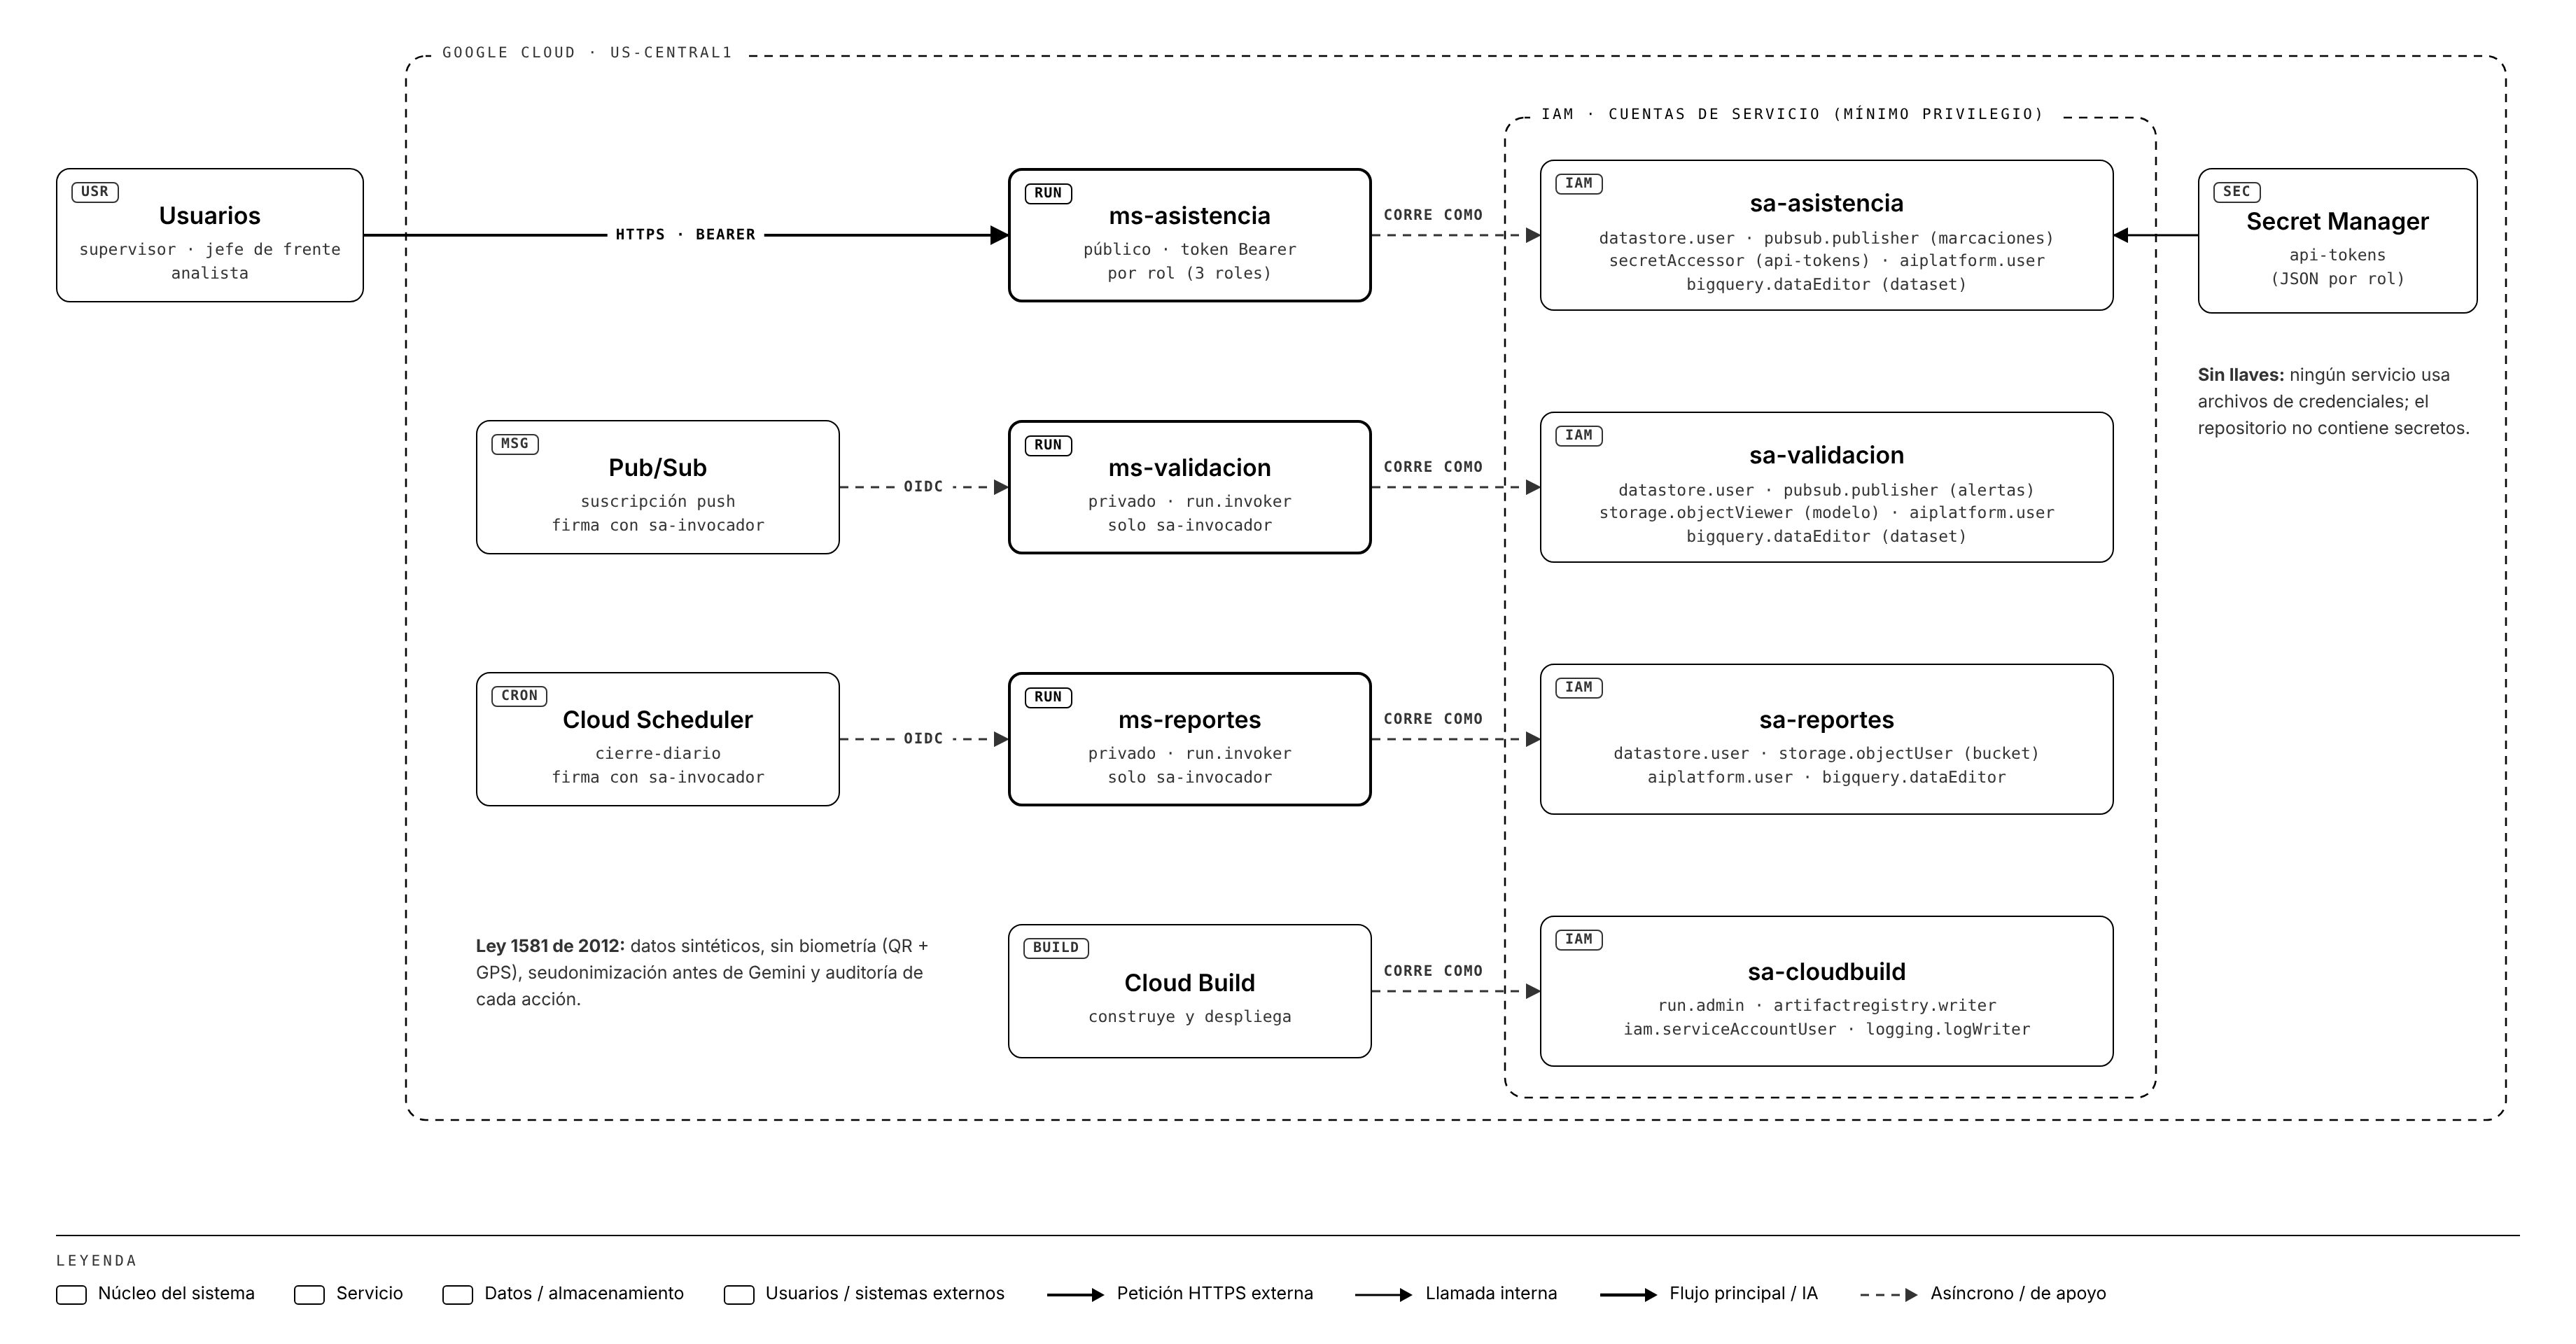 GOOGLE CLOUD · US-CENTRAL1
IAM · CUENTAS DE SERVICIO (MÍNIMO PRIVILEGIO)
USR
Usuarios
supervisor · jefe de frente
analista
HTTPS · BEARER
RUN
ms-asistencia
público · token Bearer
por rol (3 roles)
CORRE COMO
IAM
sa-asistencia
datastore.user · pubsub.publisher (marcaciones)
secretAccessor (api-tokens) · aiplatform.user
bigquery.dataEditor (dataset)
SEC
Secret Manager
api-tokens
(JSON por rol)
Sin llaves: ningún servicio usa
archivos de credenciales; el
repositorio no contiene secretos.
MSG
Pub/Sub
suscripción push
firma con sa-invocador
OIDC
RUN
ms-validacion
privado · run.invoker
solo sa-invocador
CORRE COMO
IAM
sa-validacion
datastore.user · pubsub.publisher (alertas)
storage.objectViewer (modelo) · aiplatform.user
bigquery.dataEditor (dataset)
CRON
Cloud Scheduler
cierre-diario
firma con sa-invocador
OIDC
RUN
ms-reportes
privado · run.invoker
solo sa-invocador
CORRE COMO
IAM
sa-reportes
datastore.user · storage.objectUser (bucket)
aiplatform.user · bigquery.dataEditor
Ley 1581 de 2012: datos sintéticos, sin biometría (QR +
GPS), seudonimización antes de Gemini y auditoría de
cada acción.
BUILD
Cloud Build
construye y despliega
CORRE COMO
IAM
sa-cloudbuild
run.admin · artifactregistry.writer
iam.serviceAccountUser · logging.logWriter
LEYENDA
Núcleo del sistema
Servicio
Datos / almacenamiento
Usuarios / sistemas externos
Petición HTTPS externa
Llamada interna
Flujo principal / IA
Asíncrono / de apoyo